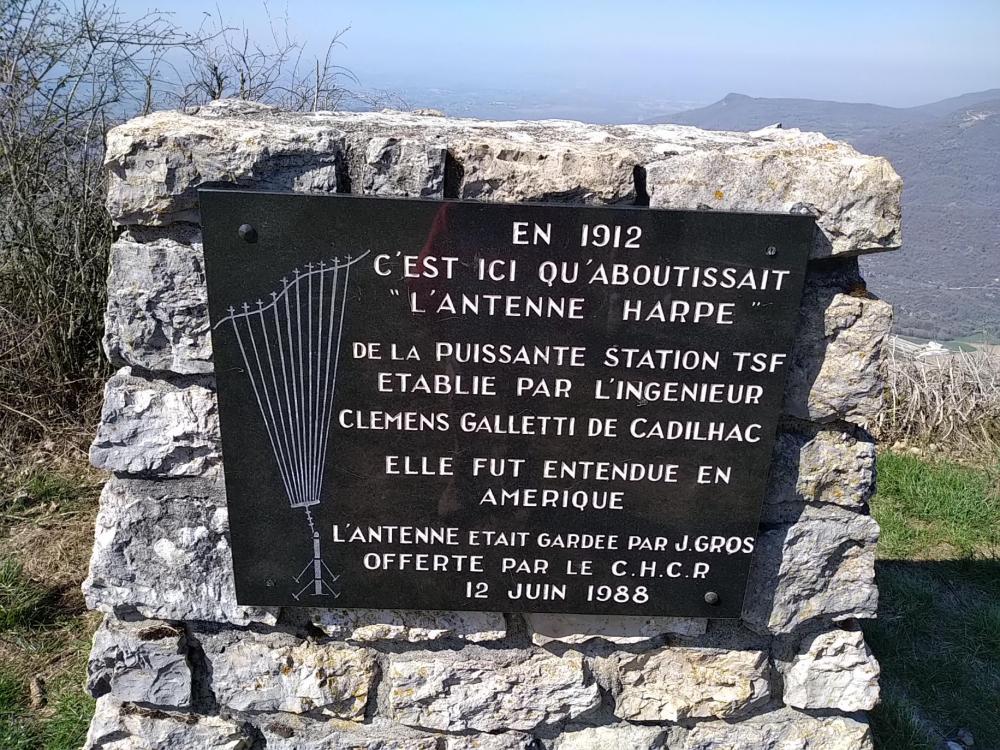 EN 1912
C'EST ICI QU'ABOUTISSAIT
"L'ANTENNE HARPE"
DE LA PUISSANTE STATION TSF
ETABLIE PAR L'INGENIEUR
CLEMENS GALLETTI DE CADILHAC
ELLE FUT ENTENDUE EN
AMERIQUE
L'ANTENNE ETAIT GARDEE PAR J.GROS
OFFERTE PAR LE C.H.C.R
12 JUIN 1988